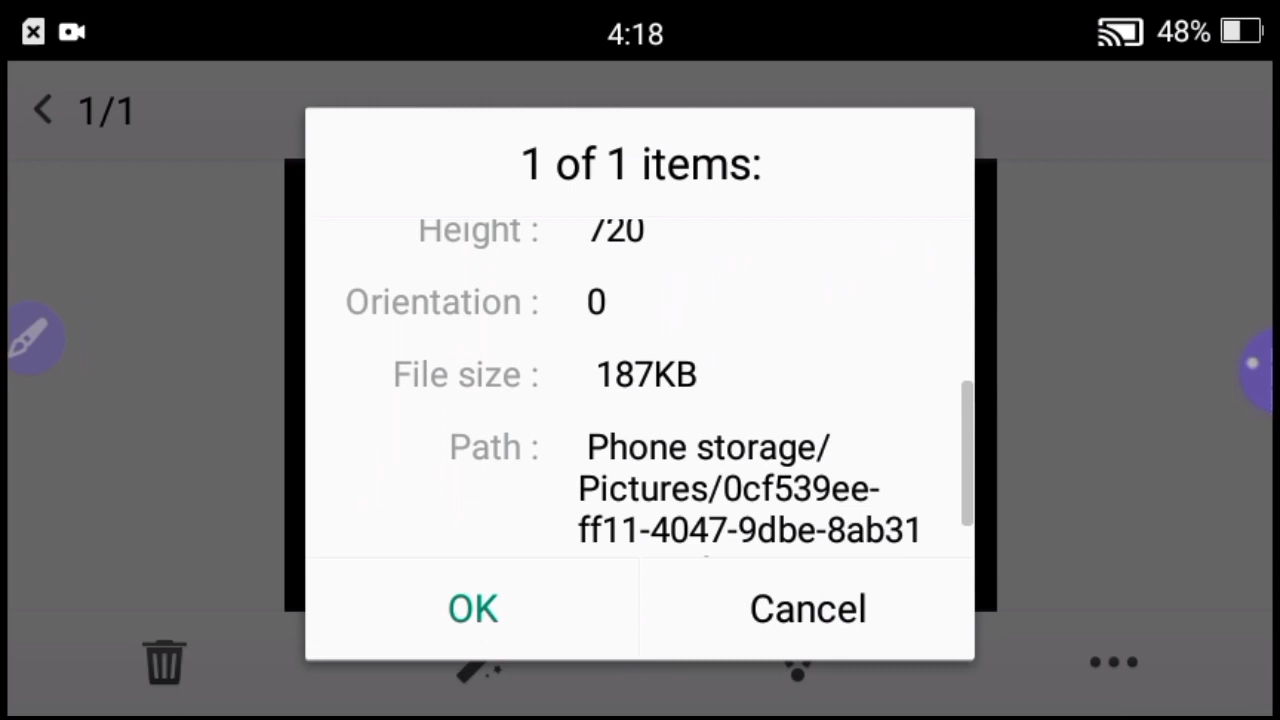 4:18
48%
1/1
1 of 1 items:
Height : 720
Orientation : 0
File size : 187KB
Path : Phone storage/
Pictures/0cf539ee-
ff11-4047-9dbe-8ab31
OK Cancel